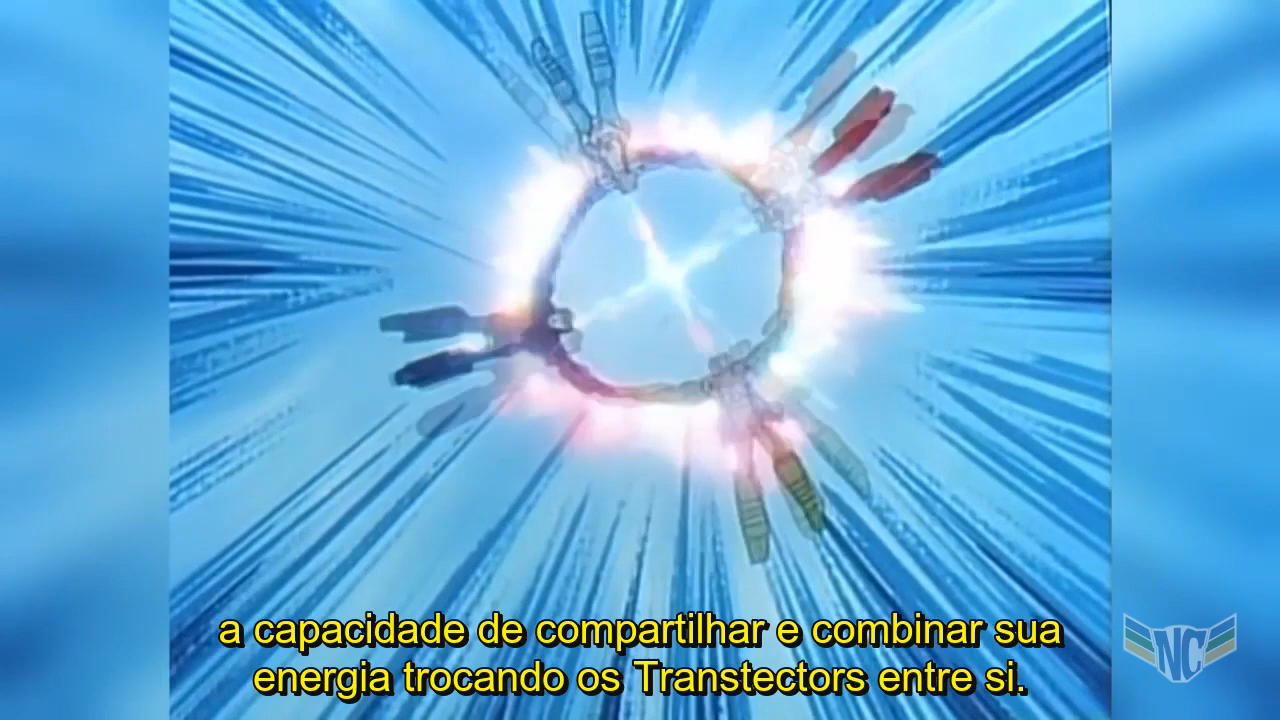 a capacidade de compartilhar e combinar sua
energia trocando os Transtectors entre si.
NC